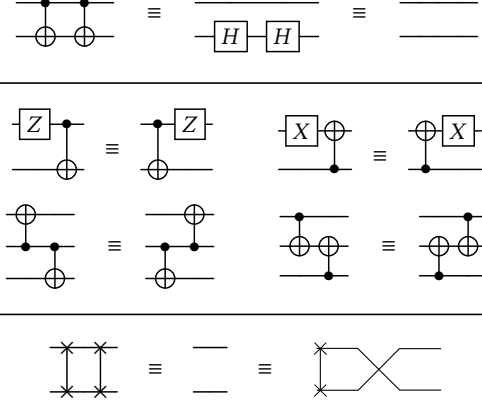 ≡ H H ≡
Z ≡ Z X ≡ X
≡ ≡
≡ ≡